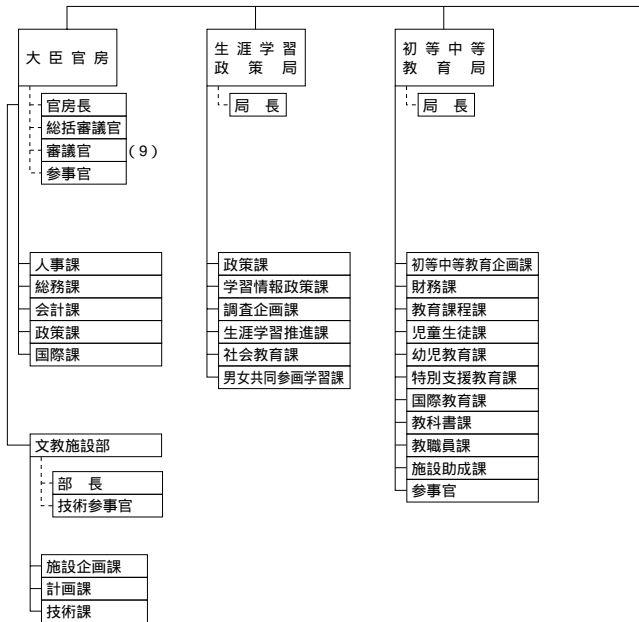 大臣官房
官房長
総括審議官
審議官 (9)
参事官
人事課
総務課
会計課
政策課
国際課
文教施設部
部 長
技術参事官
施設企画課
計画課
技術課
生涯学習
政策局
局 長
政策課
学習情報政策課
調査企画課
生涯学習推進課
社会教育課
男女共同参画学習課
初等中等
教育局
局 長
初等中等教育企画課
財務課
教育課程課
児童生徒課
幼児教育課
特別支援教育課
国際教育課
教科書課
教職員課
施設助成課
参事官